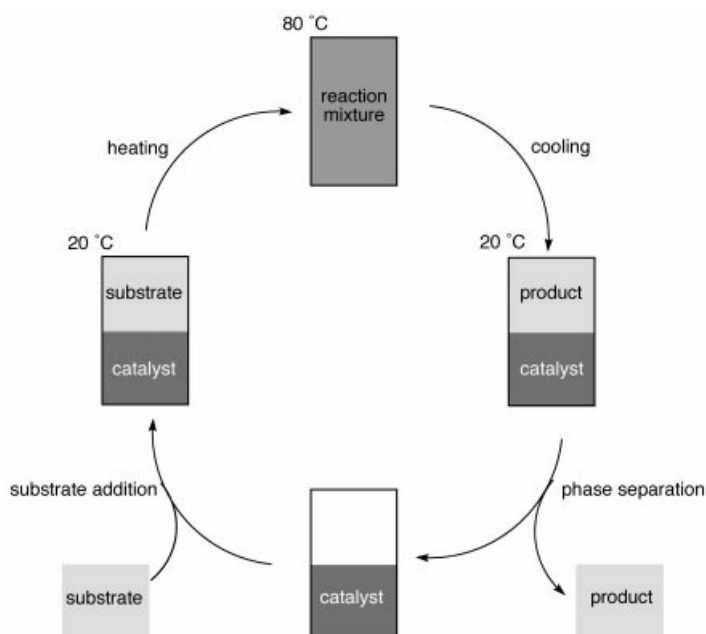 80 °C
reaction
mixture
heating
cooling
20 °C
20 °C
substrate
product
catalyst
catalyst
substrate addition
phase separation
substrate
catalyst
product